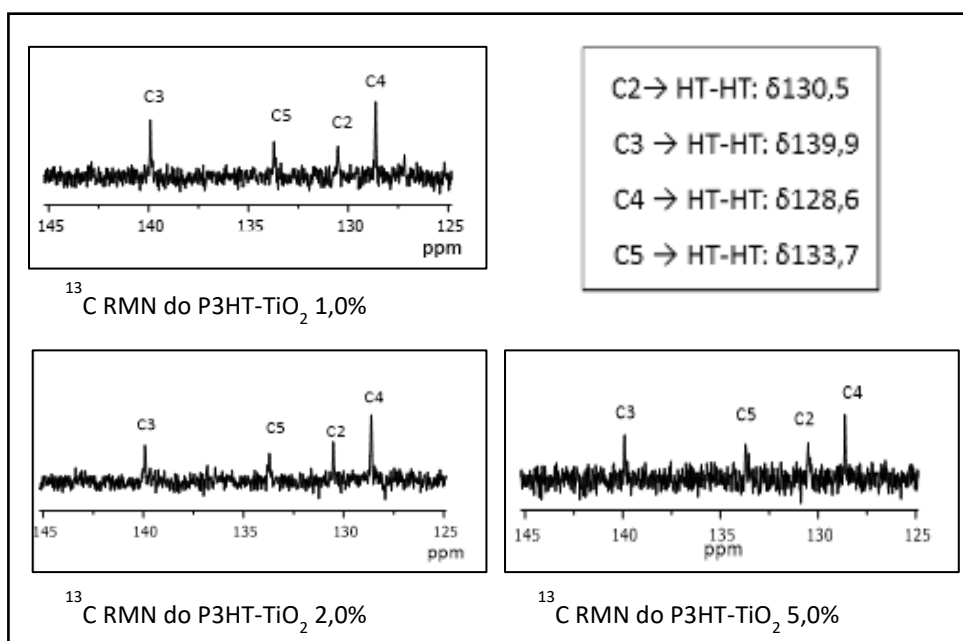 C3
C5
C2
C4
145 140 135 130 125
ppm
¹³C RMN do P3HT-TiO₂ 1,0%
C2→ HT-HT: δ130,5
C3 → HT-HT: δ139,9
C4 → HT-HT: δ128,6
C5 → HT-HT: δ133,7
C3
C5
C2
C4
145 140 135 130 125
ppm
¹³C RMN do P3HT-TiO₂ 2,0%
C3
C5
C2
C4
145 140 135 130 125
ppm
¹³C RMN do P3HT-TiO₂ 5,0%